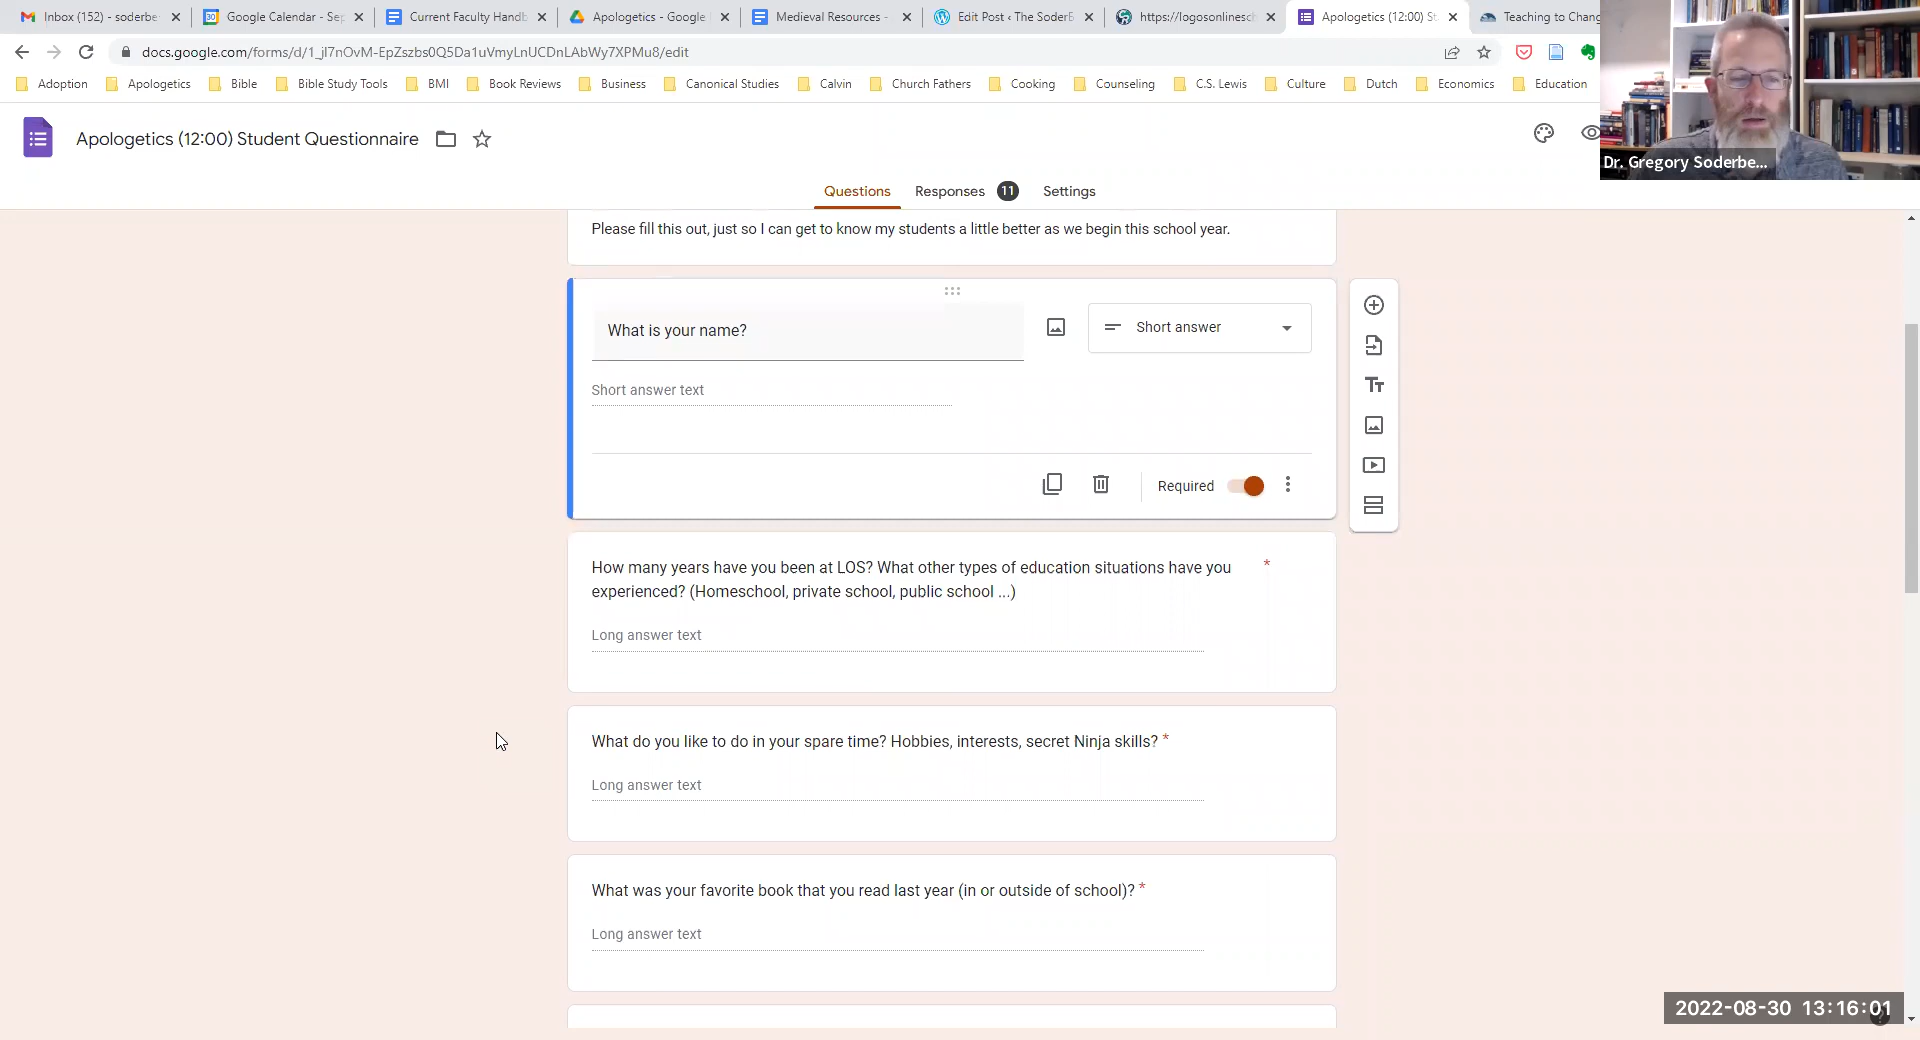 Inbox (152) - soderbe
Google Calendar - Sep
Current Faculty Handb
Apologetics - Google
Medieval Resources -
Edit Post ‹ The SoderB
https://logosonlinesch
Apologetics (12:00) St
Teaching to Chang
docs.google.com/forms/d/1_jl7nOvM-EpZszbs0Q5Da1uVmyLnUCDnLAbWy7XPMu8/edit
Adoption
Apologetics
Bible
Bible Study Tools
BMI
Book Reviews
Business
Canonical Studies
Calvin
Church Fathers
Cooking
Counseling
C.S. Lewis
Culture
Dutch
Economics
Education
Apologetics (12:00) Student Questionnaire
Dr. Gregory Soderbe...
Questions
Responses 11
Settings
Please fill this out, just so I can get to know my students a little better as we begin this school year.
What is your name?
Short answer
Short answer text
Required
How many years have you been at LOS? What other types of education situations have you *
experienced? (Homeschool, private school, public school ...)
Long answer text
What do you like to do in your spare time? Hobbies, interests, secret Ninja skills? *
Long answer text
What was your favorite book that you read last year (in or outside of school)? *
Long answer text
2022-08-30 13:16:01